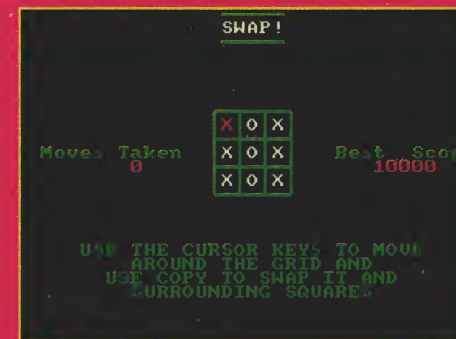 SWAP!
X O X
Moves Taken X O X Best Scor
0 10000
X O X
USE THE CURSOR KEYS TO MOVE
AROUND THE GRID AND
USE COPY TO SWAP IT AND
SURROUNDING SQUARES